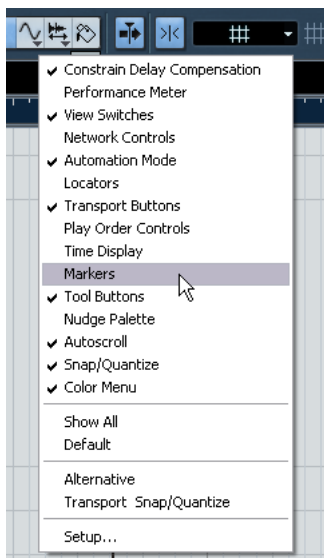 Constrain Delay Compensation
Performance Meter
View Switches
Network Controls
Automation Mode
Locators
Transport Buttons
Play Order Controls
Time Display
Markers
Tool Buttons
Nudge Palette
Autoscroll
Snap/Quantize
Color Menu
Show All
Default
Alternative
Transport Snap/Quantize
Setup...